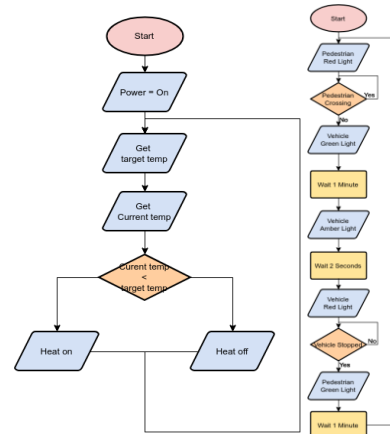 Start
Power = On
Get
target temp
Get
Current temp
Curent temp
<
target temp
Heat on
Heat off
Start
Pedestrian
Red Light
Pedestrian
Crossing
Yes
No
Vehicle
Green Light
Wait 1 Minute
Vehicle
Amber Light
Wait 2 Seconds
Vehicle
Red Light
Vehicle Stopped
No
Yes
Pedestrian
Green Light
Wait 1 Minute